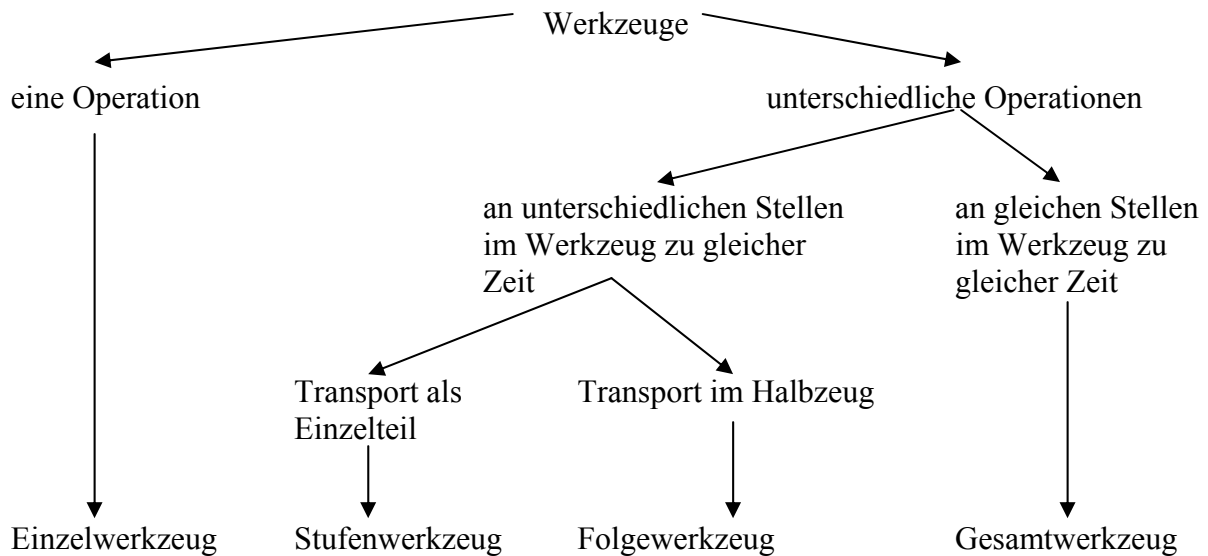 Werkzeuge
eine Operation
unterschiedliche Operationen
an unterschiedlichen Stellen
im Werkzeug zu gleicher
Zeit
an gleichen Stellen
im Werkzeug zu
gleicher Zeit
Transport als
Einzelteil
Transport im Halbzeug
Einzelwerkzeug
Stufenwerkzeug
Folgewerkzeug
Gesamtwerkzeug